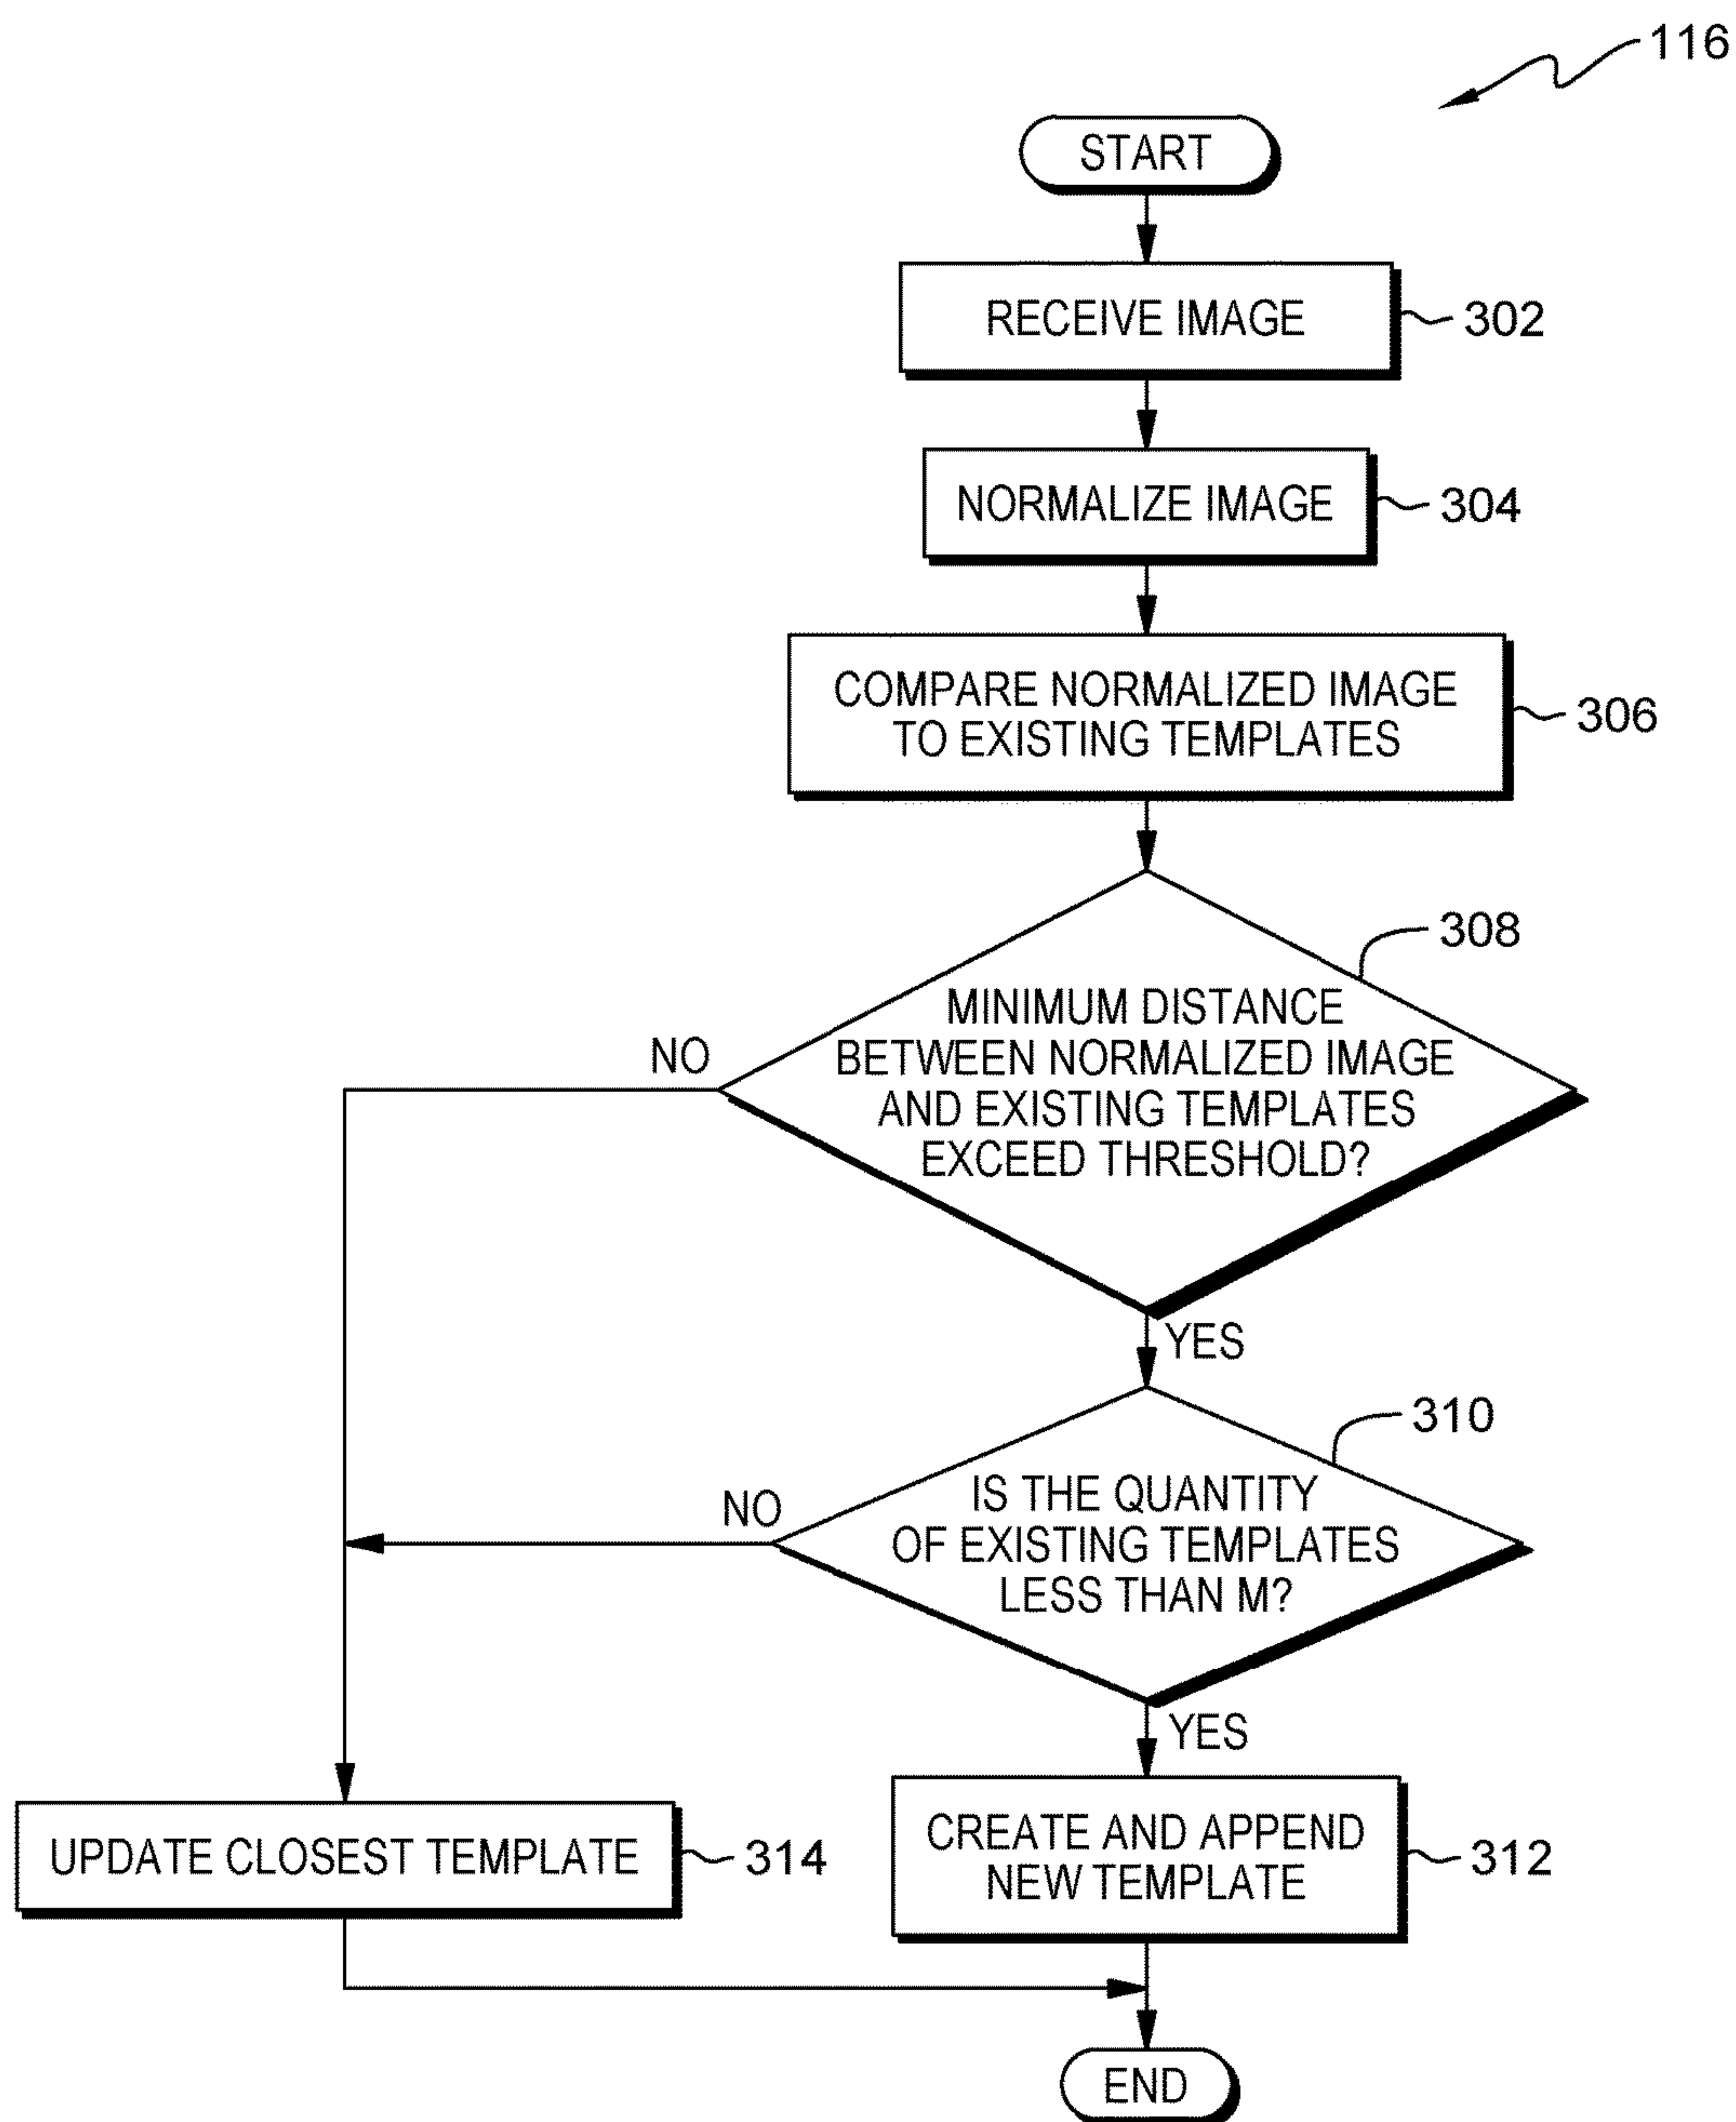 116
START
RECEIVE IMAGE
302
NORMALIZE IMAGE
304
COMPARE NORMALIZED IMAGE
TO EXISTING TEMPLATES
306
308
MINIMUM DISTANCE
BETWEEN NORMALIZED IMAGE
AND EXISTING TEMPLATES
EXCEED THRESHOLD?
NO
YES
310
IS THE QUANTITY
OF EXISTING TEMPLATES
LESS THAN M?
NO
YES
UPDATE CLOSEST TEMPLATE
314
CREATE AND APPEND
NEW TEMPLATE
312
END